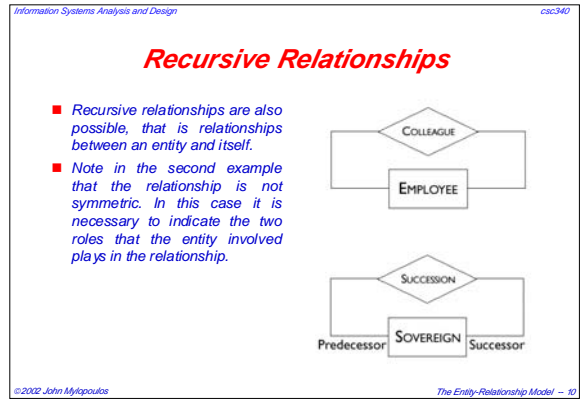 Information Systems Analysis and Design csc340
Recursive Relationships
Recursive relationships are also
possible, that is relationships
between an entity and itself.
Note in the second example
that the relationship is not
symmetric. In this case it is
necessary to indicate the two
roles that the entity involved
plays in the relationship.
COLLEAGUE
EMPLOYEE
SUCCESSION
Predecessor SOVEREIGN Successor
©2002 John Mylopoulos The Entity-Relationship Model -- 10